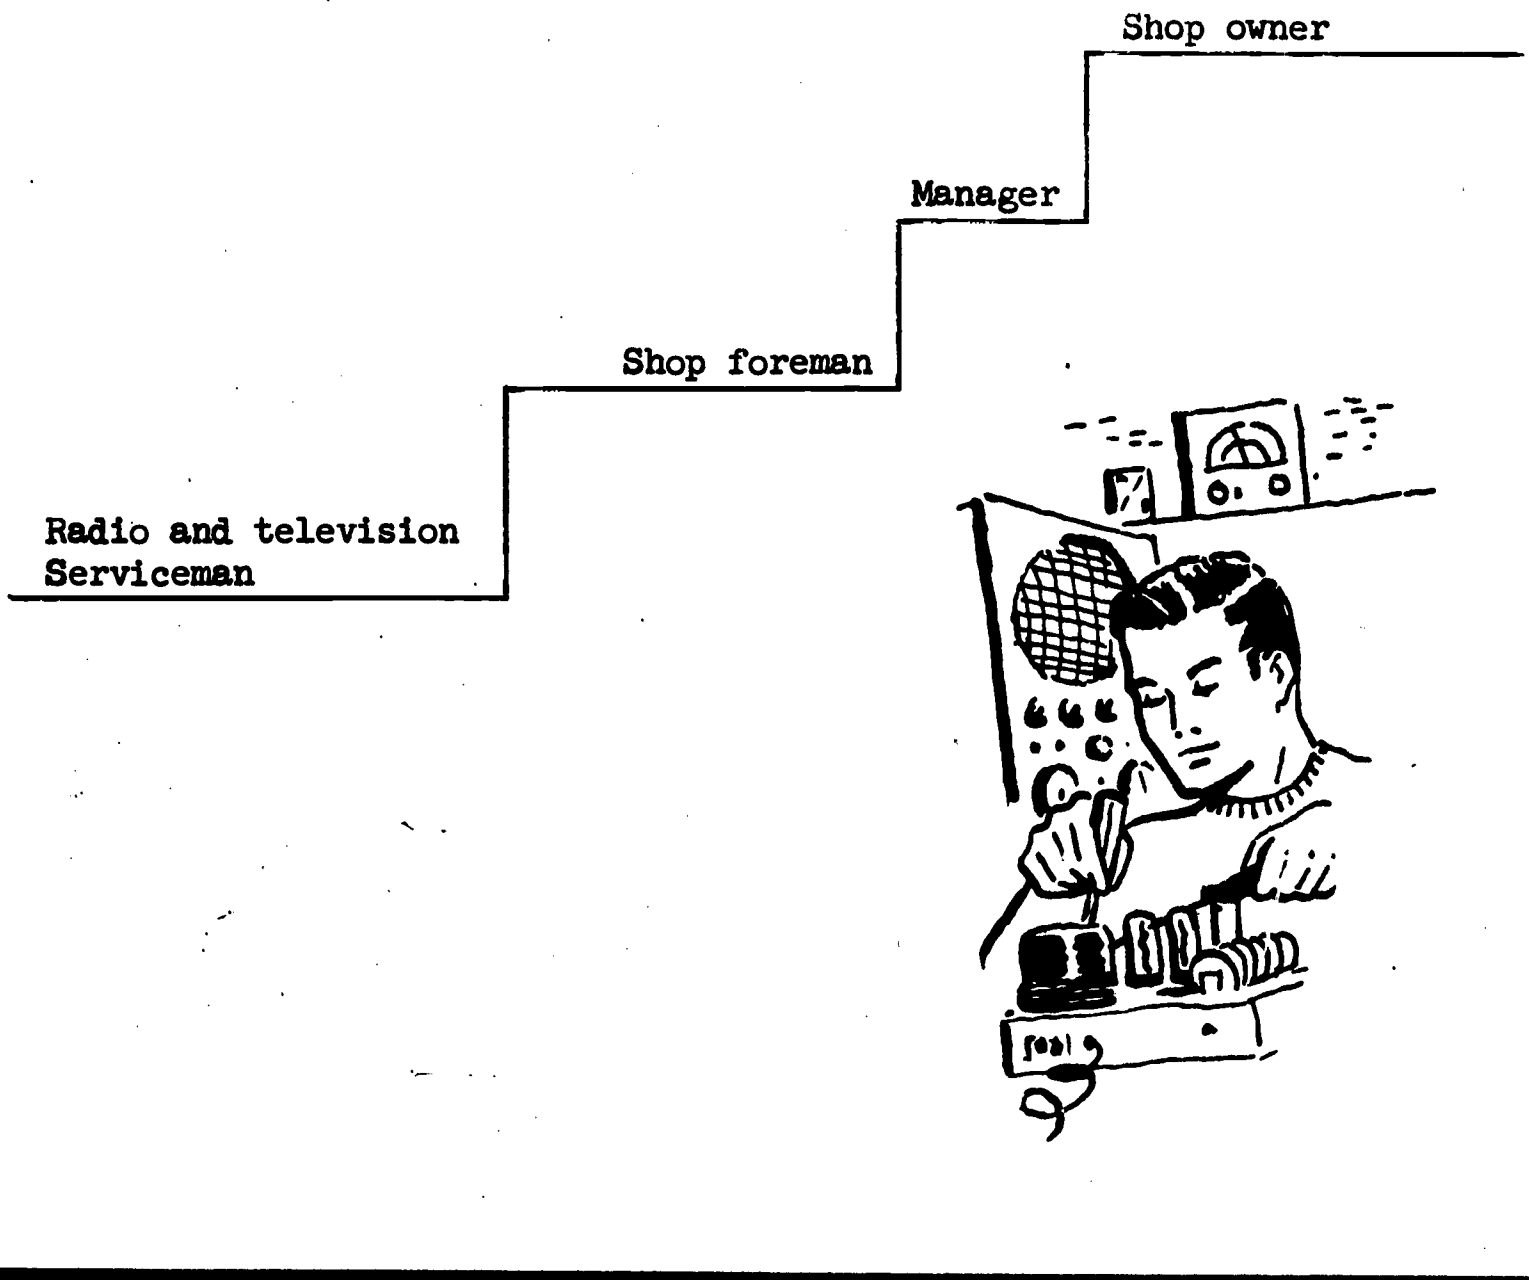 Shop owner
Manager
Shop foreman
Radio and television
Serviceman